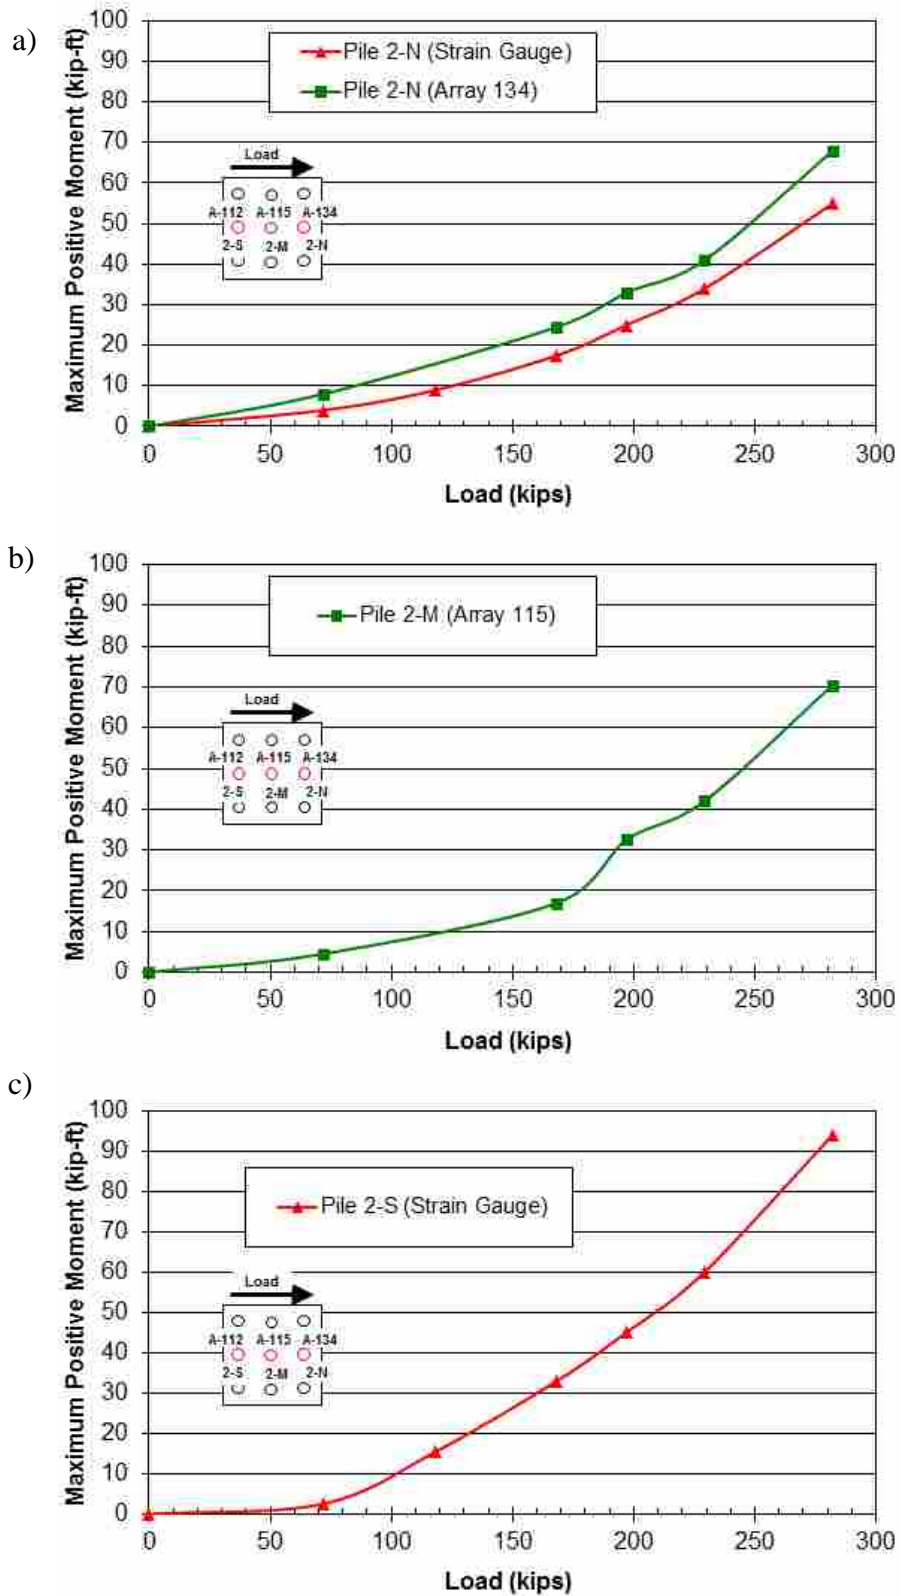 a)
Maximum Positive Moment (kip-ft)
100
90
80
70
60
50
40
30
20
10
0
Pile 2-N (Strain Gauge)
Pile 2-N (Array 134)
Load
A-112 A-115 A-134
2-S 2-M 2-N
0 50 100 150 200 250 300
Load (kips)
b)
Maximum Positive Moment (kip-ft)
100
90
80
70
60
50
40
30
20
10
0
Pile 2-M (Array 115)
Load
A-112 A-115 A-134
2-S 2-M 2-N
0 50 100 150 200 250 300
Load (kips)
c)
Maximum Positive Moment (kip-ft)
100
90
80
70
60
50
40
30
20
10
0
Pile 2-S (Strain Gauge)
Load
A-112 A-115 A-134
2-S 2-M 2-N
0 50 100 150 200 250 300
Load (kips)